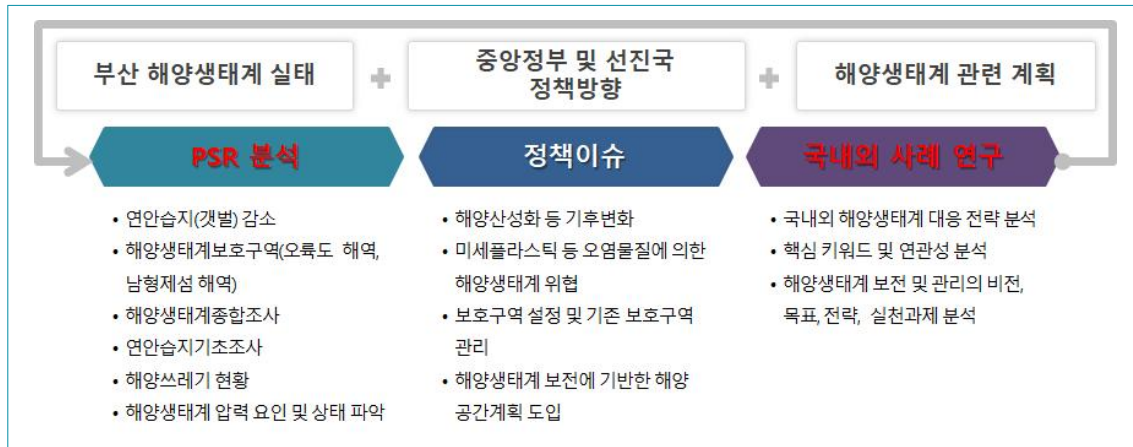 부산 해양생태계 실태
중앙정부 및 선진국
정책방향
해양생태계 관련 계획
PSR 분석
• 연안습지(갯벌) 감소
• 해양생태계보호구역(오륙도 해역,
남형제섬 해역)
• 해양생태계종합조사
• 연안습지기초조사
• 해양쓰레기 현황
• 해양생태계 압력 요인 및 상태 파악
정책이슈
• 해양산성화 등 기후변화
• 미세플라스틱 등 오염물질에 의한
해양생태계 위협
• 보호구역 설정 및 기존 보호구역
관리
• 해양생태계 보전에 기반한 해양
공간계획 도입
국내외 사례 연구
• 국내외 해양생태계 대응 전략 분석
• 핵심 키워드 및 연관성 분석
• 해양생태계 보전 및 관리의 비전,
목표, 전략, 실천과제 분석